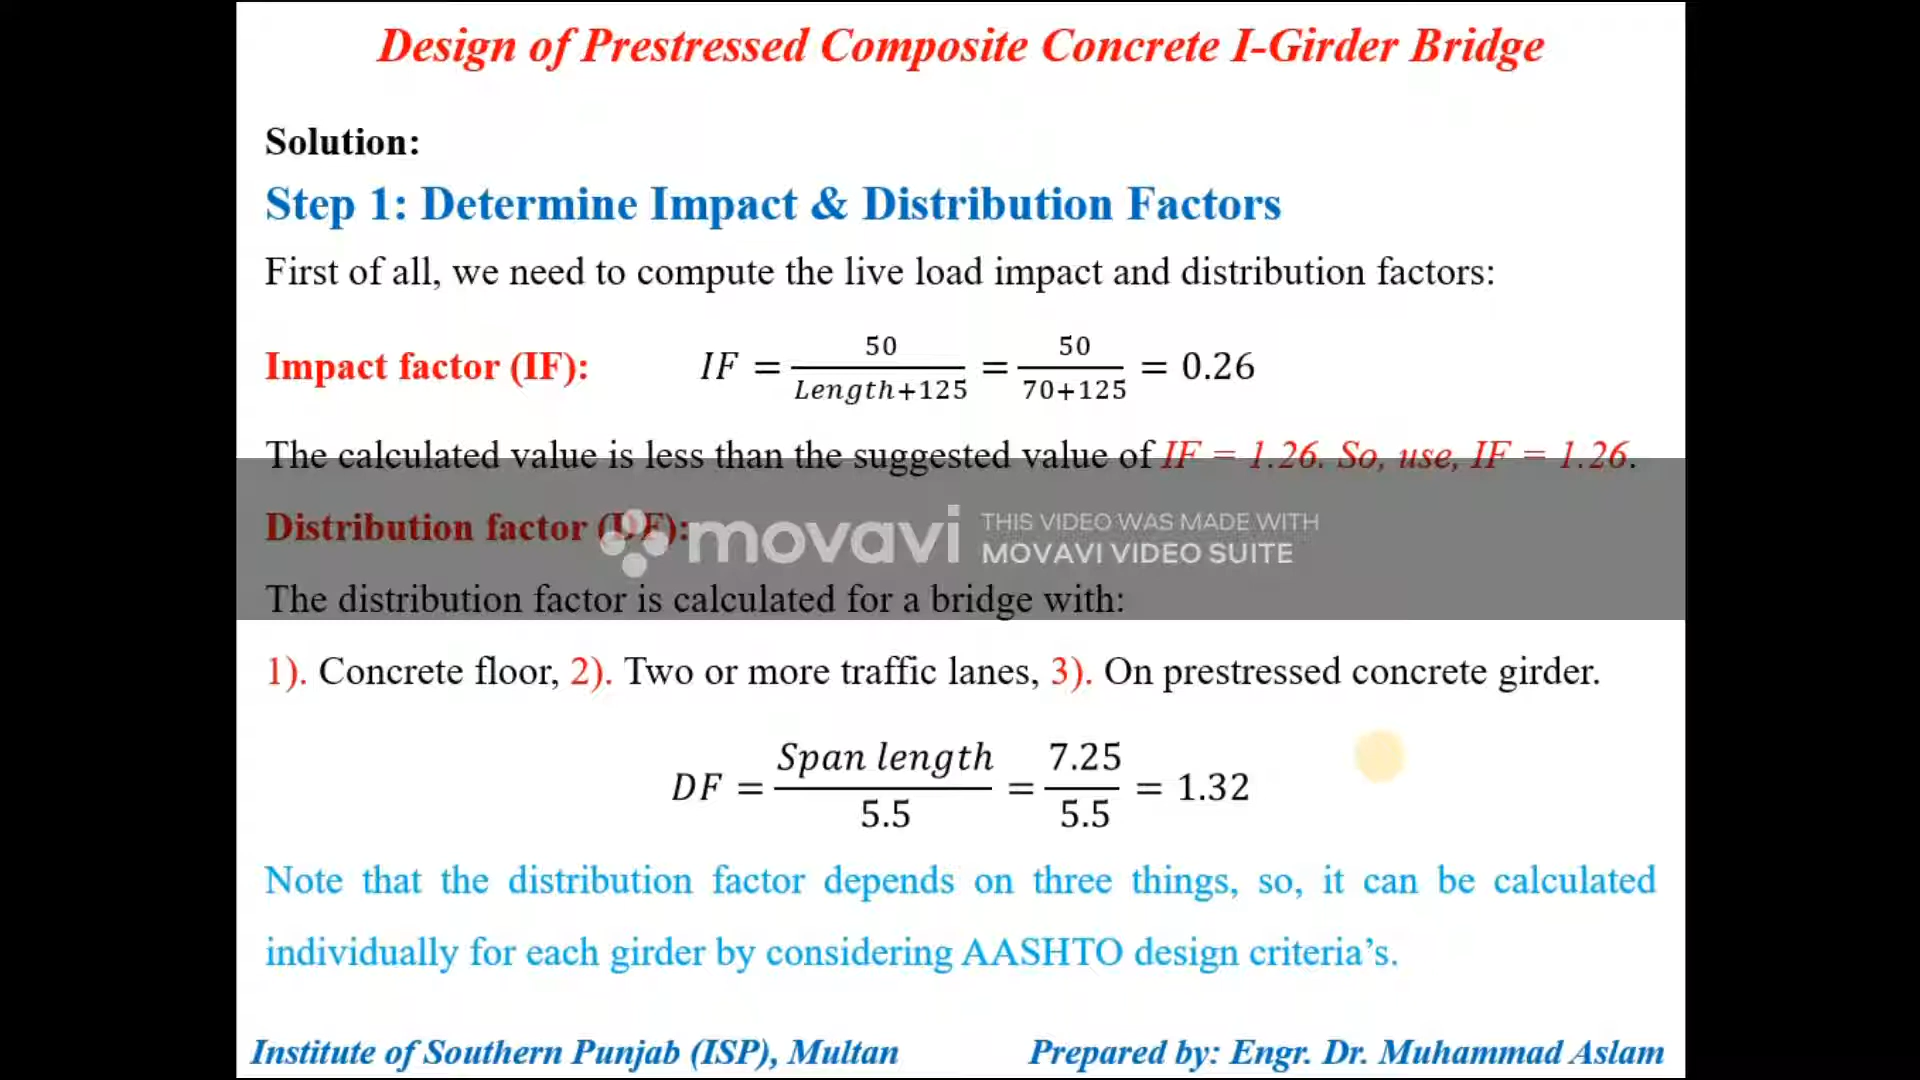 Design of Prestressed Composite Concrete I-Girder Bridge
Solution:
Step 1: Determine Impact & Distribution Factors
First of all, we need to compute the live load impact and distribution factors:
Impact factor (IF): IF = 50/(Length+125) = 50/(70+125) = 0.26
The calculated value is less than the suggested value of IF = 1.26. So, use, IF = 1.26.
Distribution factor (DF):
movavi
THIS VIDEO WAS MADE WITH
MOVAVI VIDEO SUITE
The distribution factor is calculated for a bridge with:
1). Concrete floor, 2). Two or more traffic lanes, 3). On prestressed concrete girder.
DF = Span length/5.5 = 7.25/5.5 = 1.32
Note that the distribution factor depends on three things, so, it can be calculated
individually for each girder by considering AASHTO design criteria's.
Institute of Southern Punjab (ISP), Multan
Prepared by: Engr. Dr. Muhammad Aslam